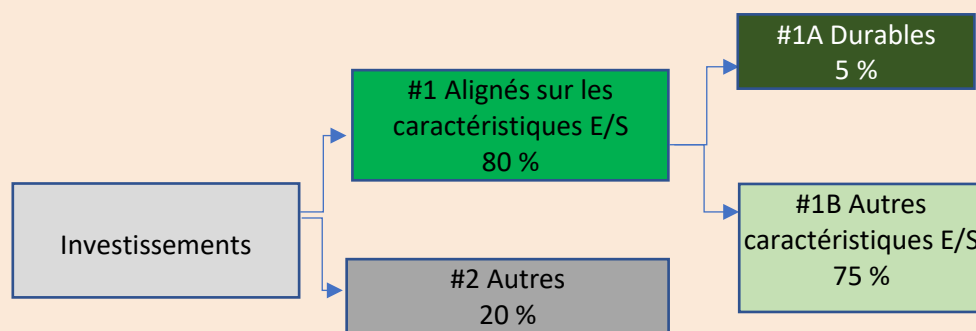 Investissements
#1 Alignés sur les
caractéristiques E/S
80 %
#2 Autres
20 %
#1A Durables
5 %
#1B Autres
caractéristiques E/S
75 %